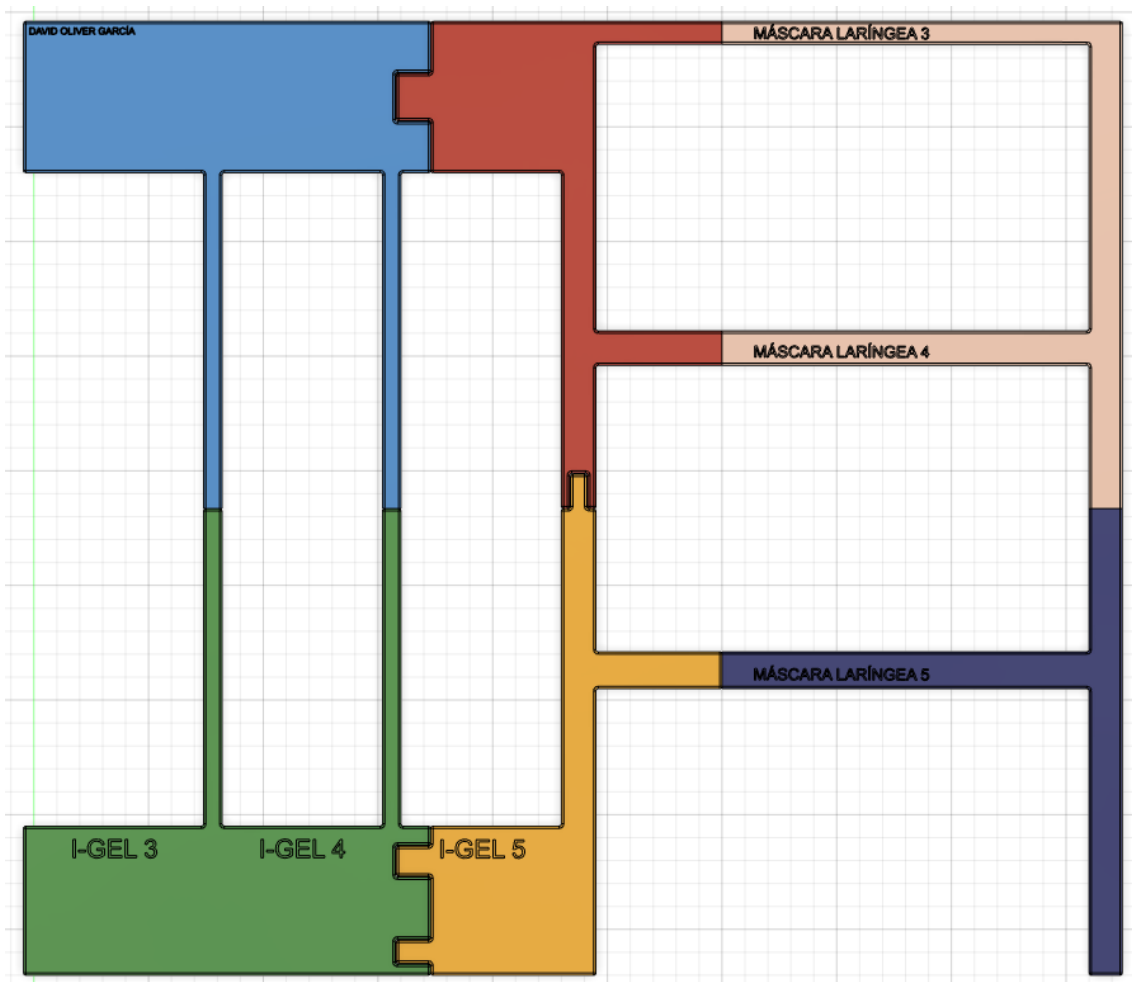 DAVID OLIVER GARCÍA
MÁSCARA LARÍNGEA 3
MÁSCARA LARÍNGEA 4
MÁSCARA LARÍNGEA 5
I-GEL 3
I-GEL 4
I-GEL 5